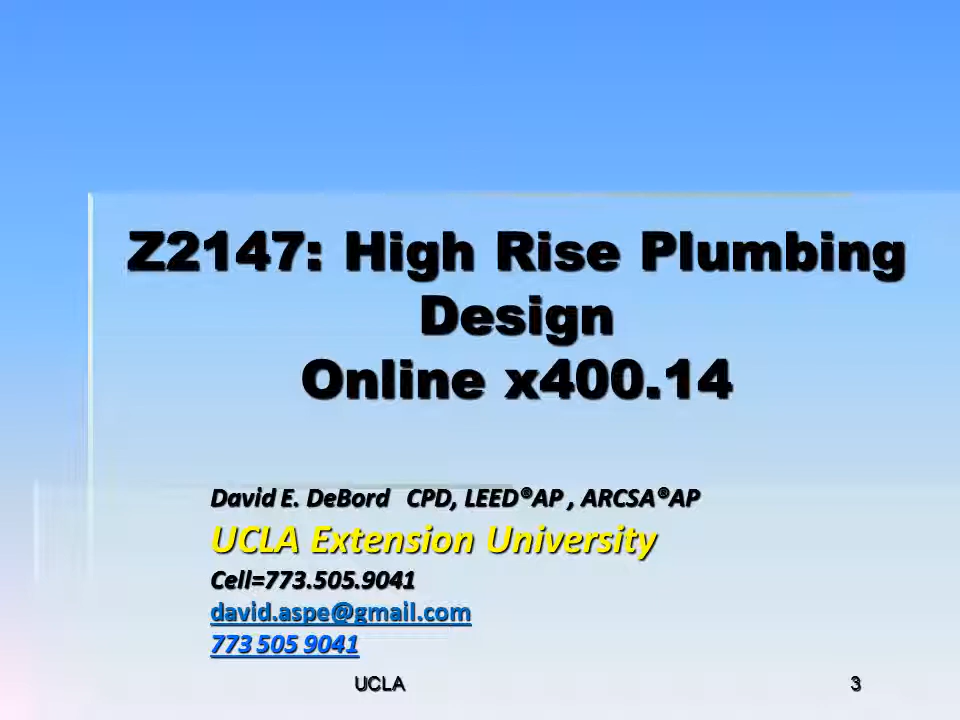 Z2147: High Rise Plumbing
Design
Online x400.14
David E. DeBord CPD, LEED®AP , ARCSA®AP
UCLA Extension University
Cell=773.505.9041
david.aspe@gmail.com
773 505 9041
UCLA 3